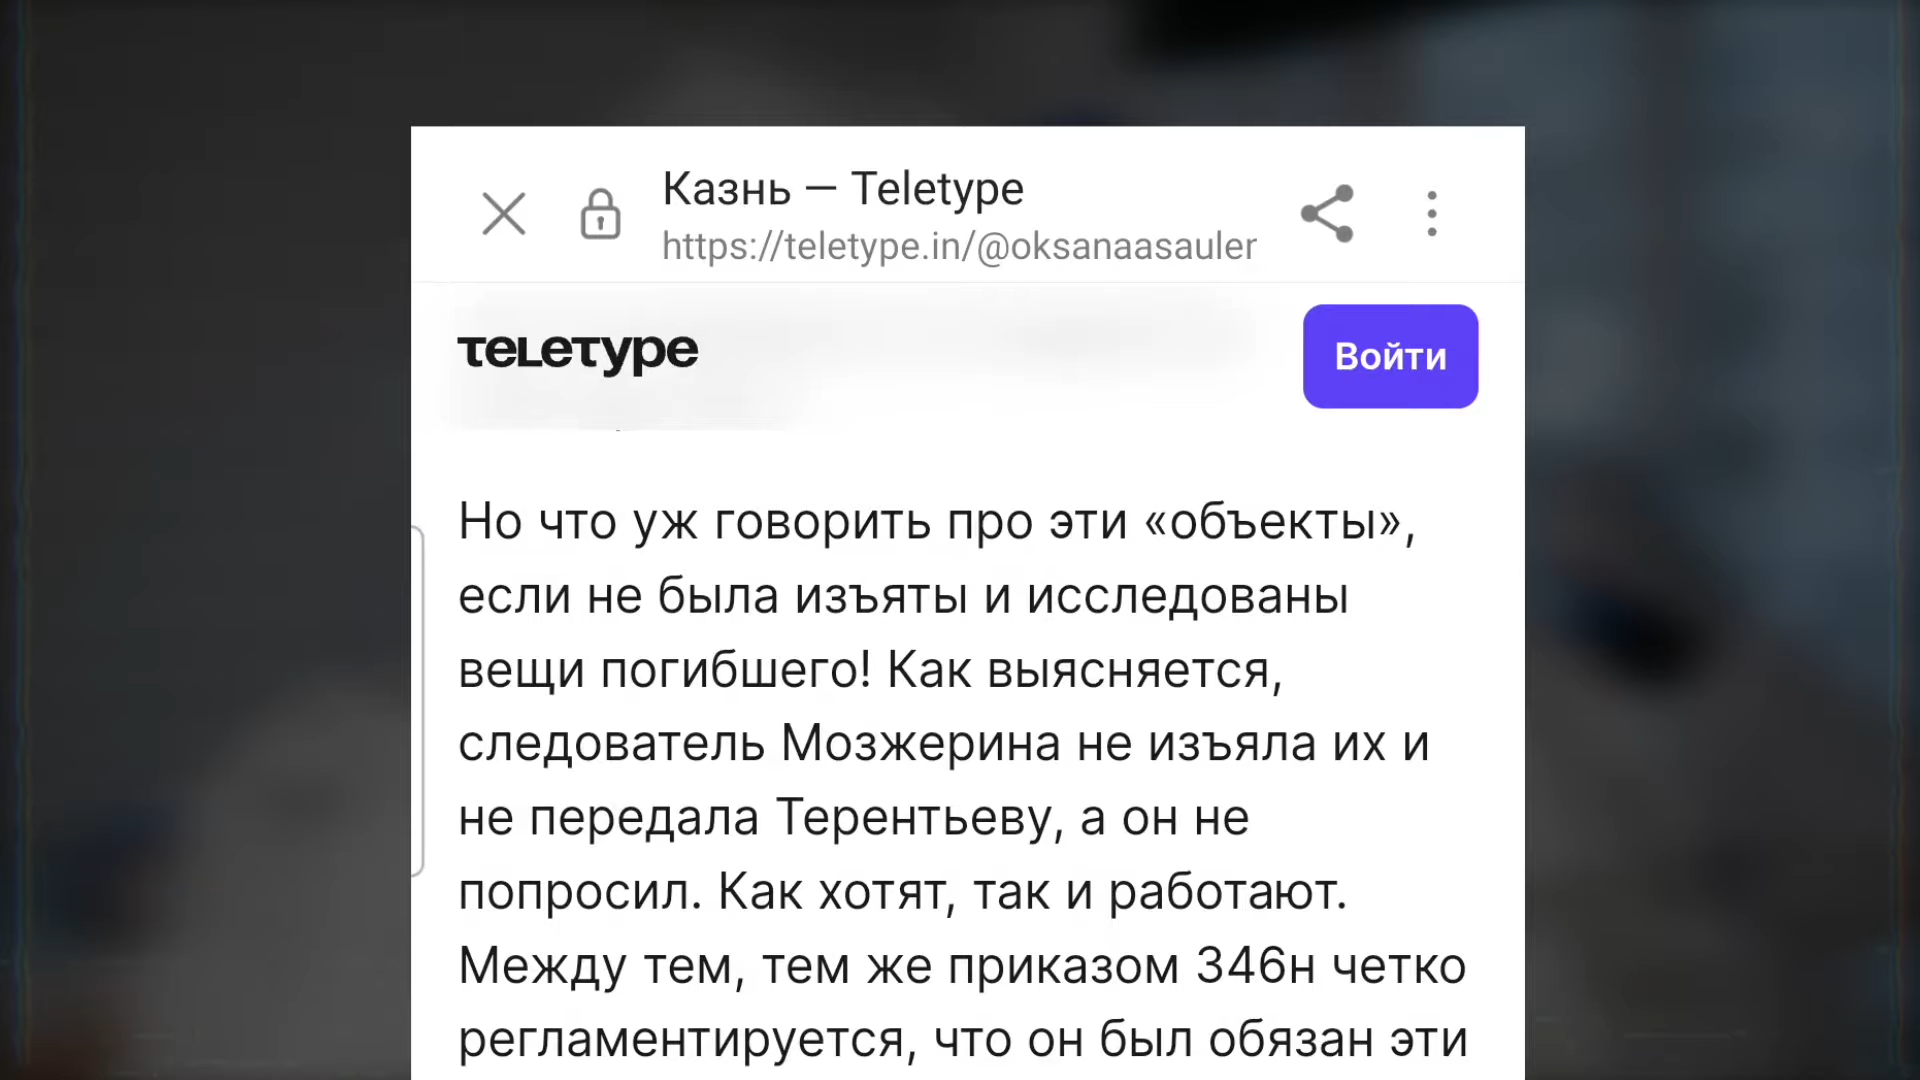 Казнь — Teletype
https://teletype.in/@oksanaasauler
TELETYPE
Войти
Но что уж говорить про эти «объекты»,
если не была изъяты и исследованы
вещи погибшего! Как выясняется,
следователь Мозжерина не изъяла их и
не передала Терентьеву, а он не
попросил. Как хотят, так и работают.
Между тем, тем же приказом 346н четко
регламентируется, что он был обязан эти